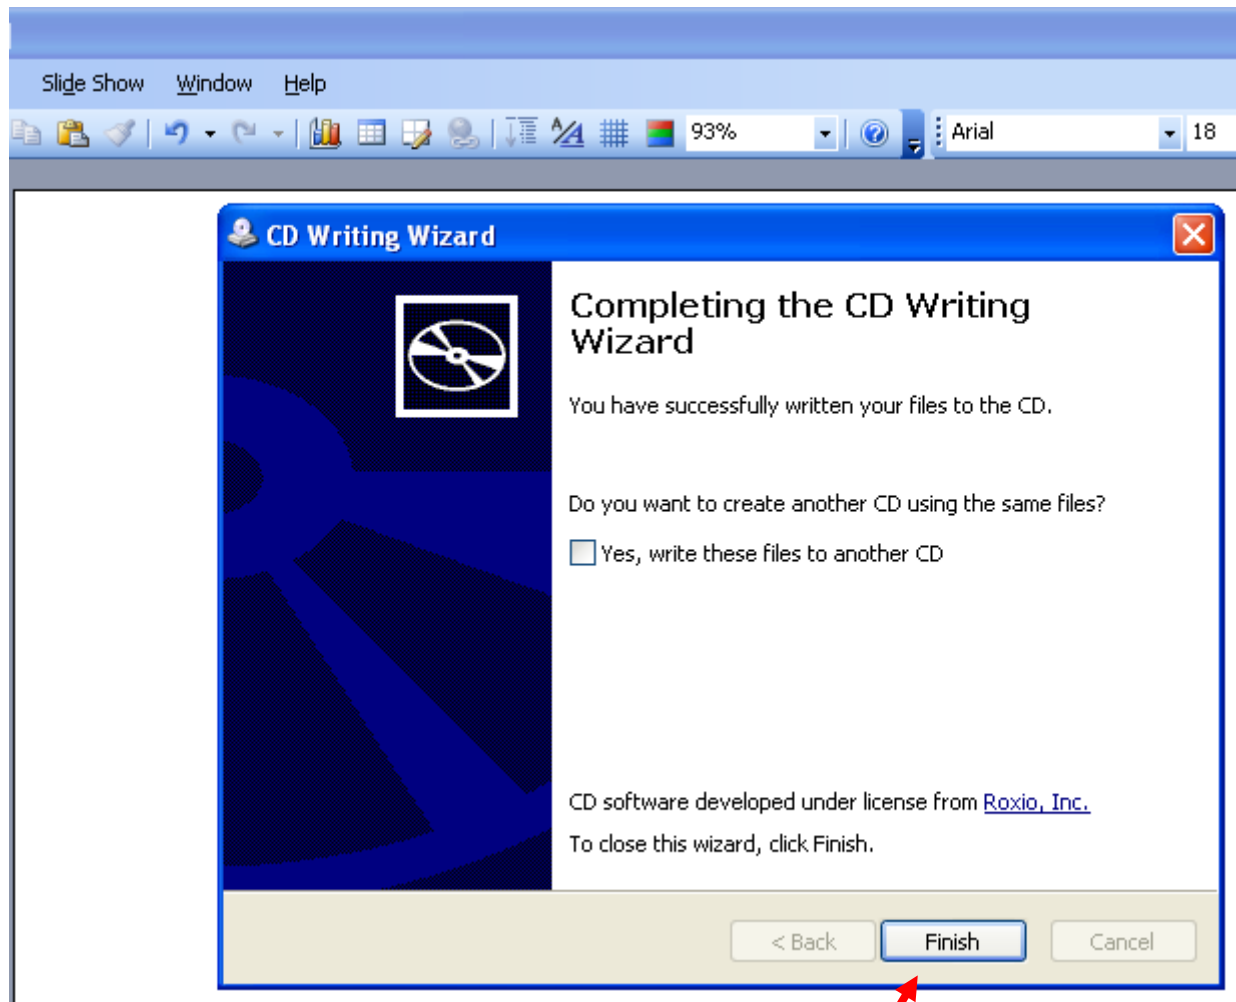 Slide Show Window Help
93% Arial 18
CD Writing Wizard
Completing the CD Writing
Wizard
You have successfully written your files to the CD.
Do you want to create another CD using the same files?
Yes, write these files to another CD
CD software developed under license from Roxio, Inc.
To close this wizard, click Finish.
< Back Finish Cancel